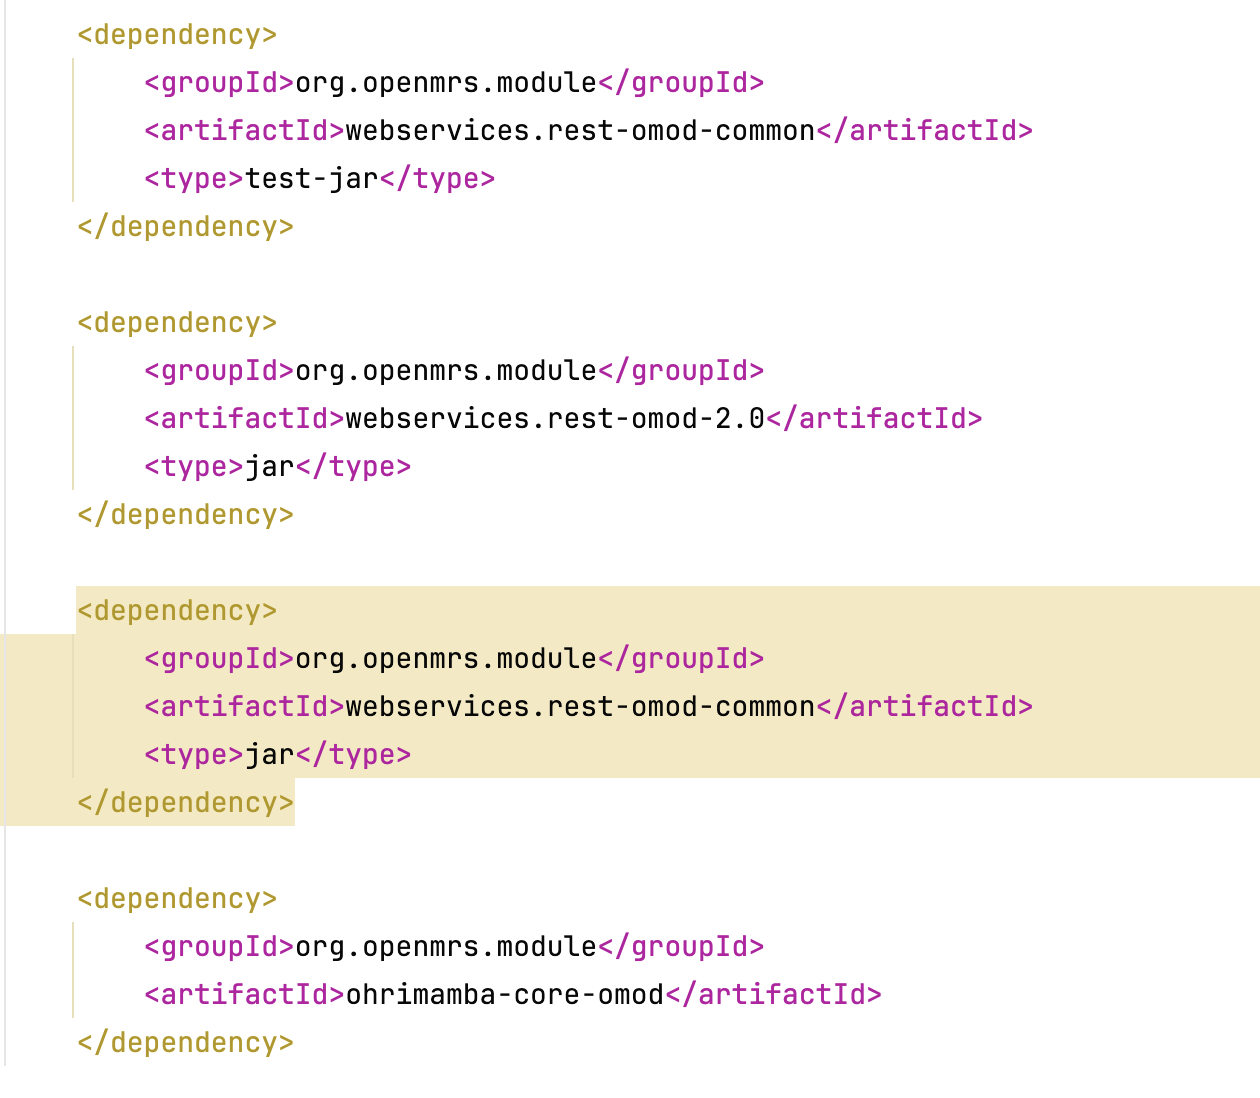 <dependency>
<groupId>org.openmrs.module</groupId>
<artifactId>webservices.rest-omod-common</artifactId>
<type>test-jar</type>
</dependency>
<dependency>
<groupId>org.openmrs.module</groupId>
<artifactId>webservices.rest-omod-2.0</artifactId>
<type>jar</type>
</dependency>
<dependency>
<groupId>org.openmrs.module</groupId>
<artifactId>webservices.rest-omod-common</artifactId>
<type>jar</type>
</dependency>
<dependency>
<groupId>org.openmrs.module</groupId>
<artifactId>ohrimamba-core-omod</artifactId>
</dependency>